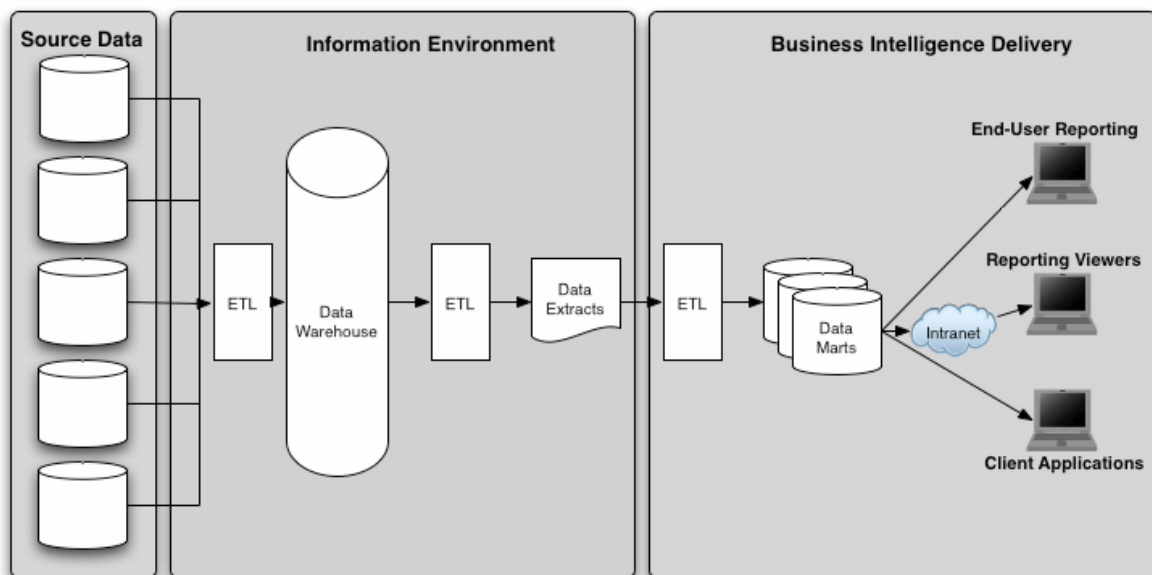 Source Data
Information Environment
Business Intelligence Delivery
ETL
Data
Warehouse
ETL
Data
Extracts
ETL
Data
Marts
End-User Reporting
Reporting Viewers
Intranet
Client Applications